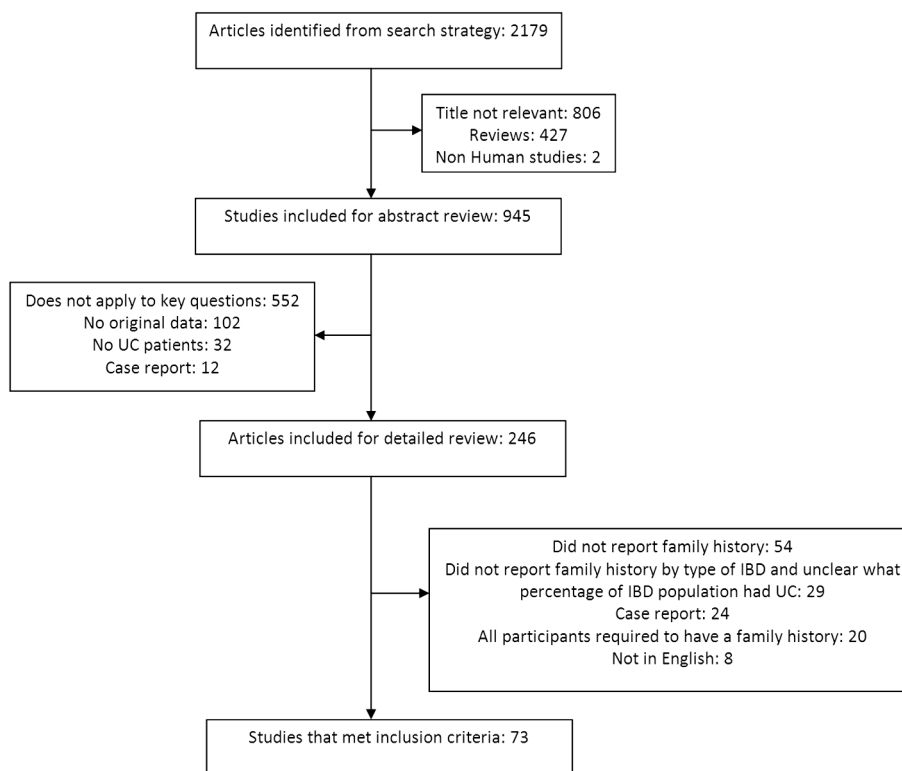 Articles identified from search strategy: 2179
Title not relevant: 806
Reviews: 427
Non Human studies: 2
Studies included for abstract review: 945
Does not apply to key questions: 552
No original data: 102
No UC patients: 32
Case report: 12
Articles included for detailed review: 246
Did not report family history: 54
Did not report family history by type of IBD and unclear what
percentage of IBD population had UC: 29
Case report: 24
All participants required to have a family history: 20
Not in English: 8
Studies that met inclusion criteria: 73